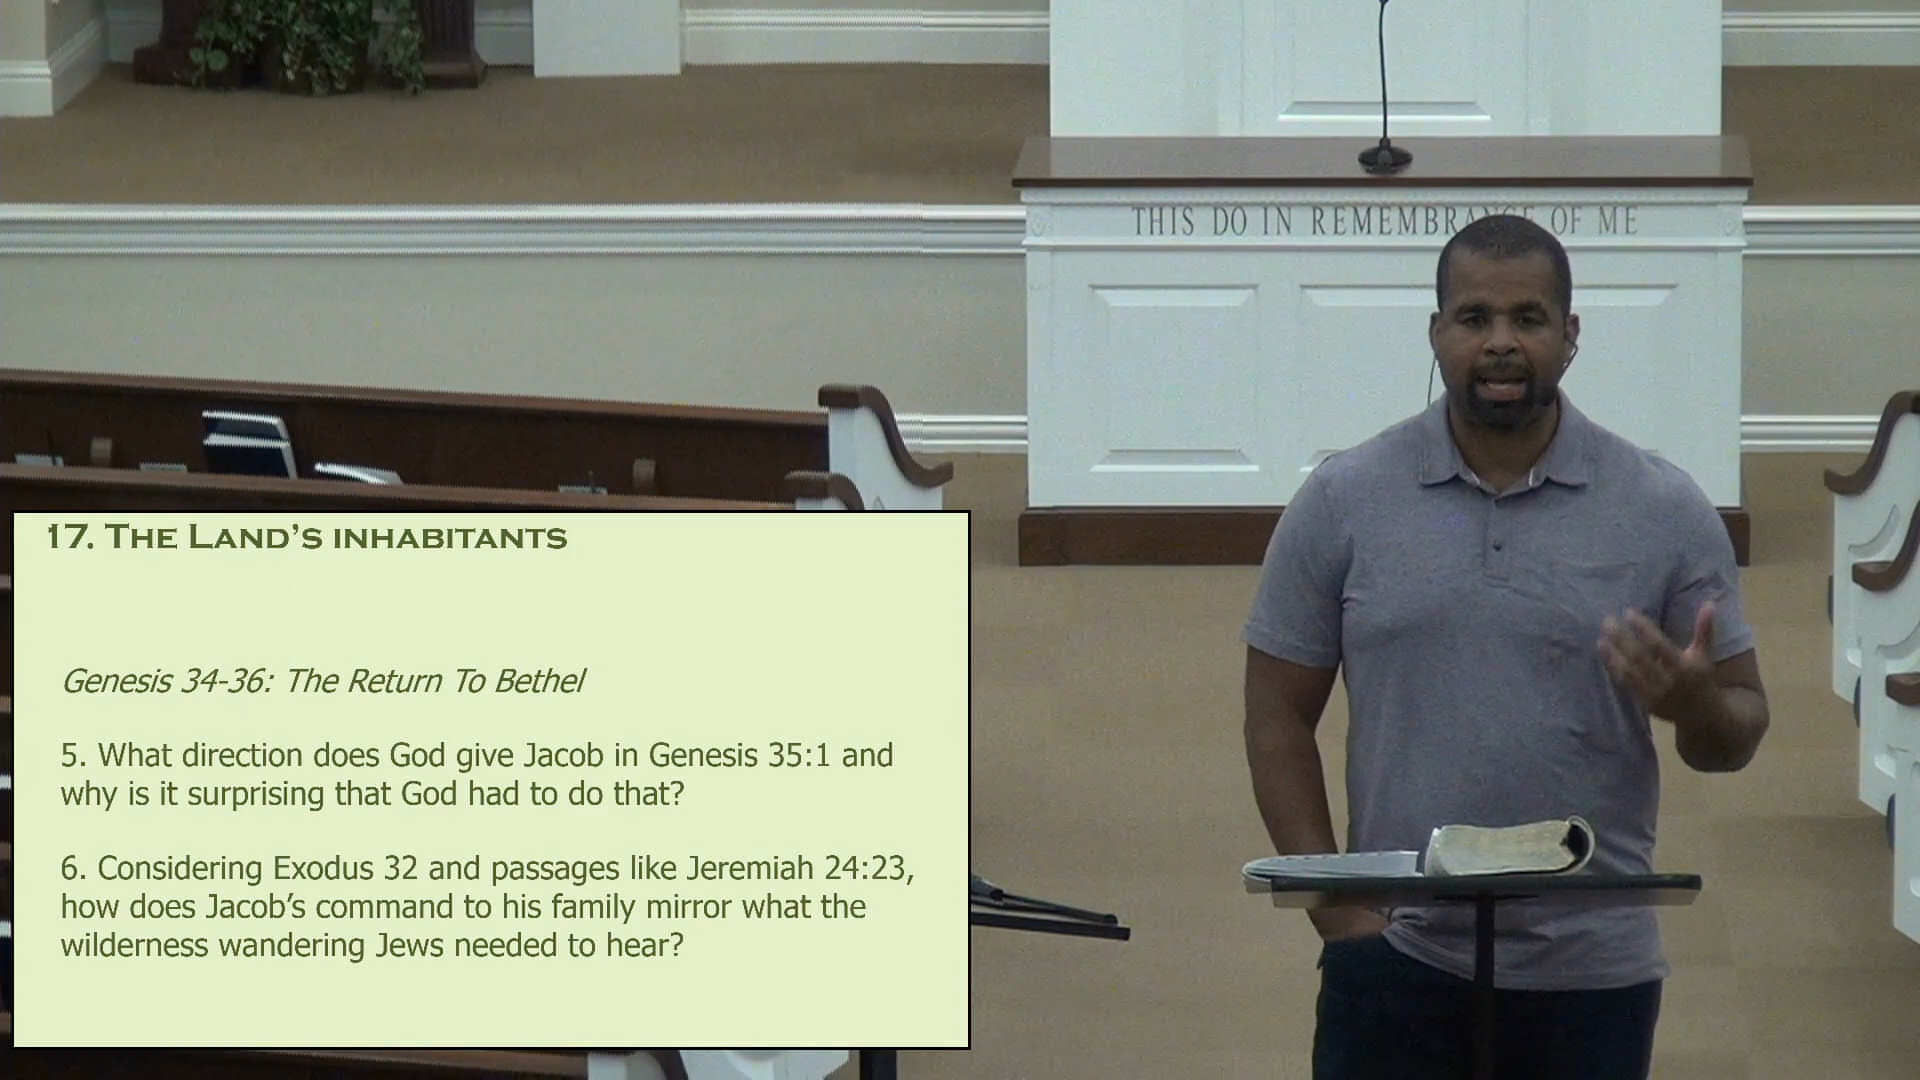 THIS DO IN REMEMBRANCE OF ME
17. The Land’s inhabitants
Genesis 34-36: The Return To Bethel
5. What direction does God give Jacob in Genesis 35:1 and
why is it surprising that God had to do that?
6. Considering Exodus 32 and passages like Jeremiah 24:23,
how does Jacob’s command to his family mirror what the
wilderness wandering Jews needed to hear?